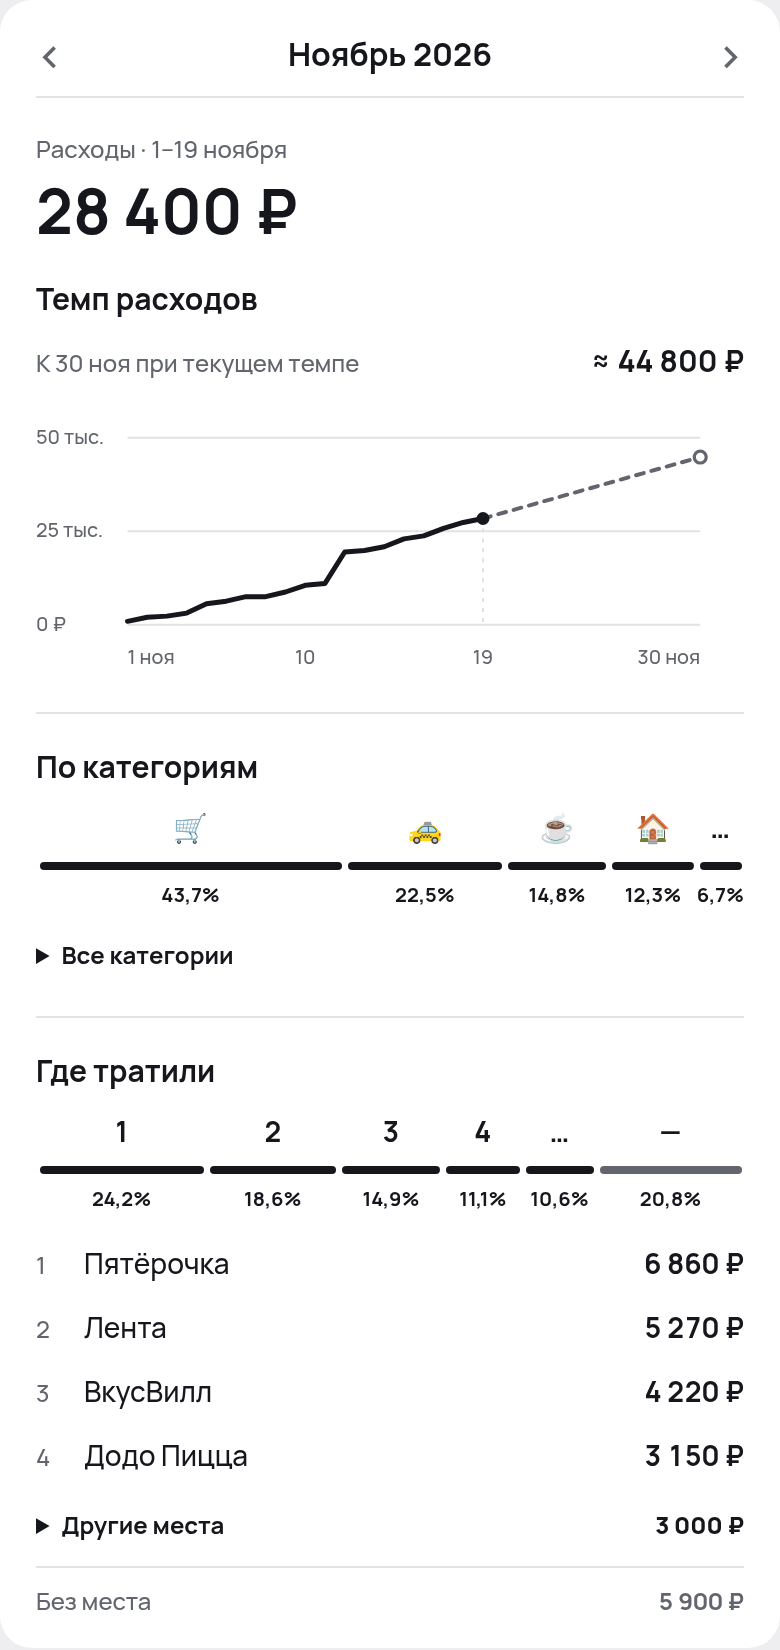 Ноябрь 2026
Расходы · 1–19 ноября
28 400 ₽
Темп расходов
К 30 ноя при текущем темпе ≈ 44 800 ₽
50 тыс.
25 тыс.
0 ₽
1 ноя 10 19 30 ноя
По категориям
...
43,7% 22,5% 14,8% 12,3% 6,7%
Все категории
Где тратили
1 2 3 4 ... —
24,2% 18,6% 14,9% 11,1% 10,6% 20,8%
1 Пятёрочка 6 860 ₽
2 Лента 5 270 ₽
3 ВкусВилл 4 220 ₽
4 Додо Пицца 3 150 ₽
Другие места 3 000 ₽
Без места 5 900 ₽